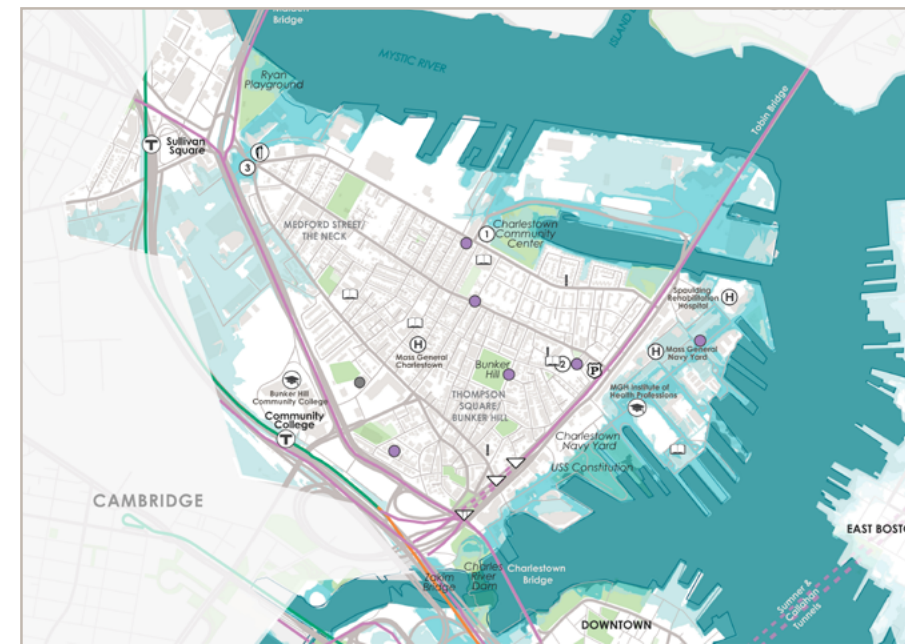 Bridge
ISLAND
MYSTIC RIVER
Ryan
Playground
Tobin Bridge
T
Sullivan
Square
3
MEDFORD STREET/
THE NECK
1
Charlestown
Community
Center
Spaulding
Rehabilitation
Hospital
H
H
Mass General
Charlestown
H
Mass General
Navy Yard
Bunker
Hill
2
P
Bunker Hill
Community College
MGH Institute of
Health Professions
THOMPSON
SQUARE/
BUNKER HILL
Community
College
T
Charlestown
Navy Yard
USS Constitution
CAMBRIDGE
EAST BOST
Zakim
Bridge
Charles
River
Dam
Charlestown
Bridge
Sumner &
Callahan
Tunnels
DOWNTOWN